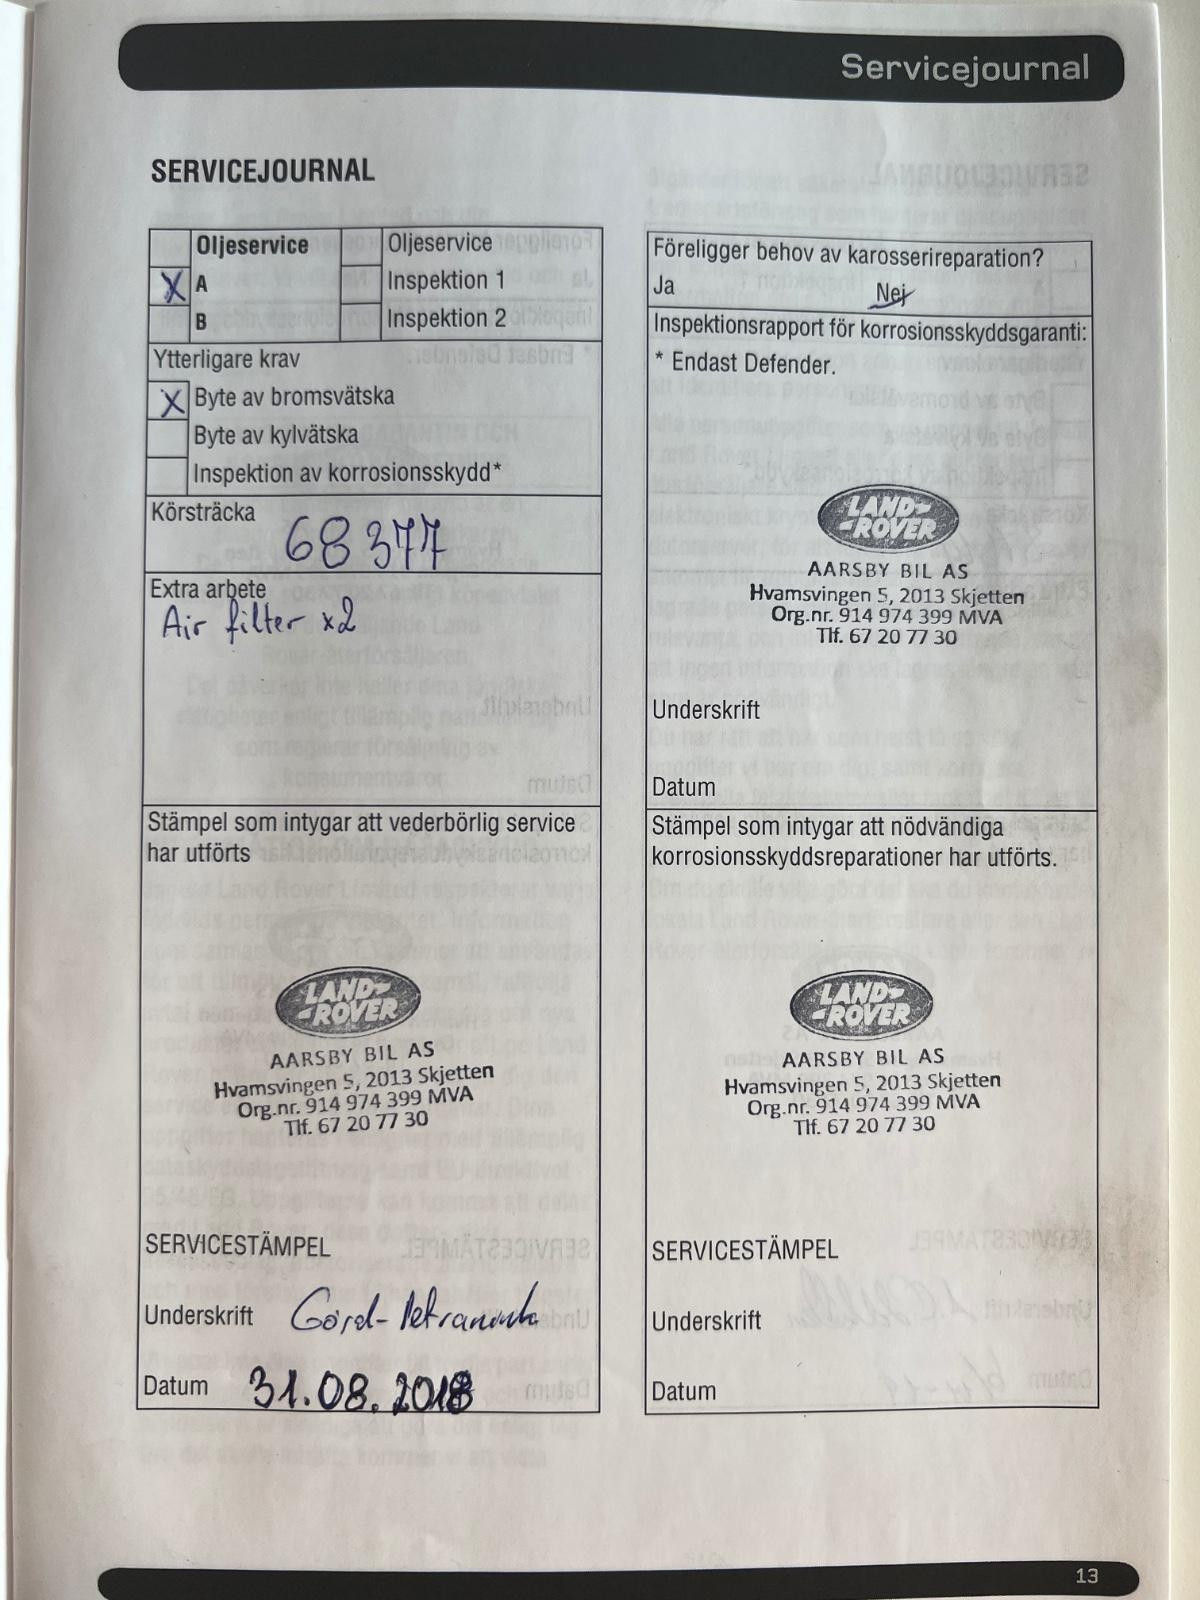 Servicejournal
SERVICEJOURNAL
Oljeservice
X A
B
Oljeservice
Inspektion 1
Inspektion 2
Ytterligare krav
X Byte av bromsvätska
Byte av kylvätska
Inspektion av korrosionsskydd*
Körsträcka
68377
Extra arbete
Air filter x2
Stämpel som intygar att vederbörlig service
har utförts
LAND-
-ROVER
AARSBY BIL AS
Hvamsvingen 5, 2013 Skjetten
Org.nr. 914 974 399 MVA
Tlf. 67 20 77 30
SERVICESTÄMPEL
Underskrift
Datum 31.08.2018
Föreligger behov av karosserireparation?
Ja Nej
Inspektionsrapport för korrosionsskyddsgaranti:
* Endast Defender.
LAND-
-ROVER
AARSBY BIL AS
Hvamsvingen 5, 2013 Skjetten
Org.nr. 914 974 399 MVA
Tlf. 67 20 77 30
Underskrift
Datum
Stämpel som intygar att nödvändiga
korrosionsskyddsreparationer har utförts.
LAND-
-ROVER
AARSBY BIL AS
Hvamsvingen 5, 2013 Skjetten
Org.nr. 914 974 399 MVA
Tlf. 67 20 77 30
SERVICESTÄMPEL
Underskrift
Datum
13